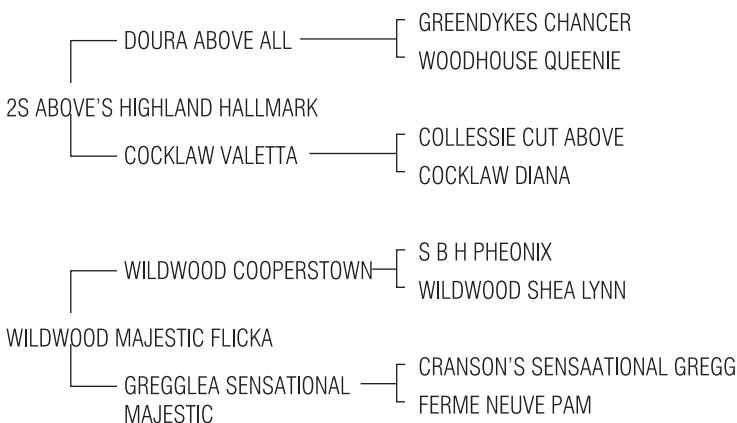 GREENDYKES CHANCER
DOURA ABOVE ALL
WOODHOUSE QUEENIE
2S ABOVE'S HIGHLAND HALLMARK
COLLESSIE CUT ABOVE
COCKLAW VALETTA
COCKLAW DIANA
S B H PHEONIX
WILDWOOD COOPERSTOWN
WILDWOOD SHEA LYNN
WILDWOOD MAJESTIC FLICKA
CRANSON'S SENSAATIONAL GREGG
GREGGLEA SENSATIONAL
MAJESTIC
FERME NEUVE PAM